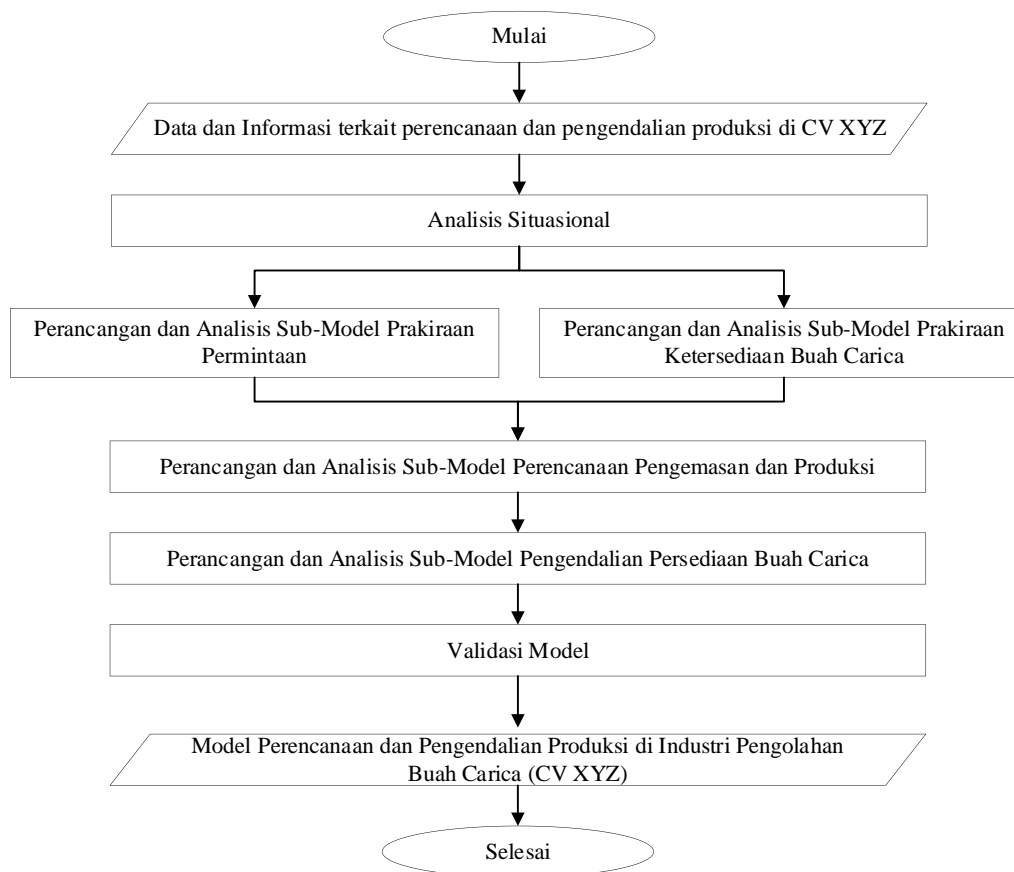 Mulai
Data dan Informasi terkait perencanaan dan pengendalian produksi di CV XYZ
Analisis Situasional
Perancangan dan Analisis Sub-Model Prakiraan
Permintaan
Perancangan dan Analisis Sub-Model Prakiraan
Ketersediaan Buah Carica
Perancangan dan Analisis Sub-Model Perencanaan Pengemasan dan Produksi
Perancangan dan Analisis Sub-Model Pengendalian Persediaan Buah Carica
Validasi Model
Model Perencanaan dan Pengendalian Produksi di Industri Pengolahan
Buah Carica (CV XYZ)
Selesai